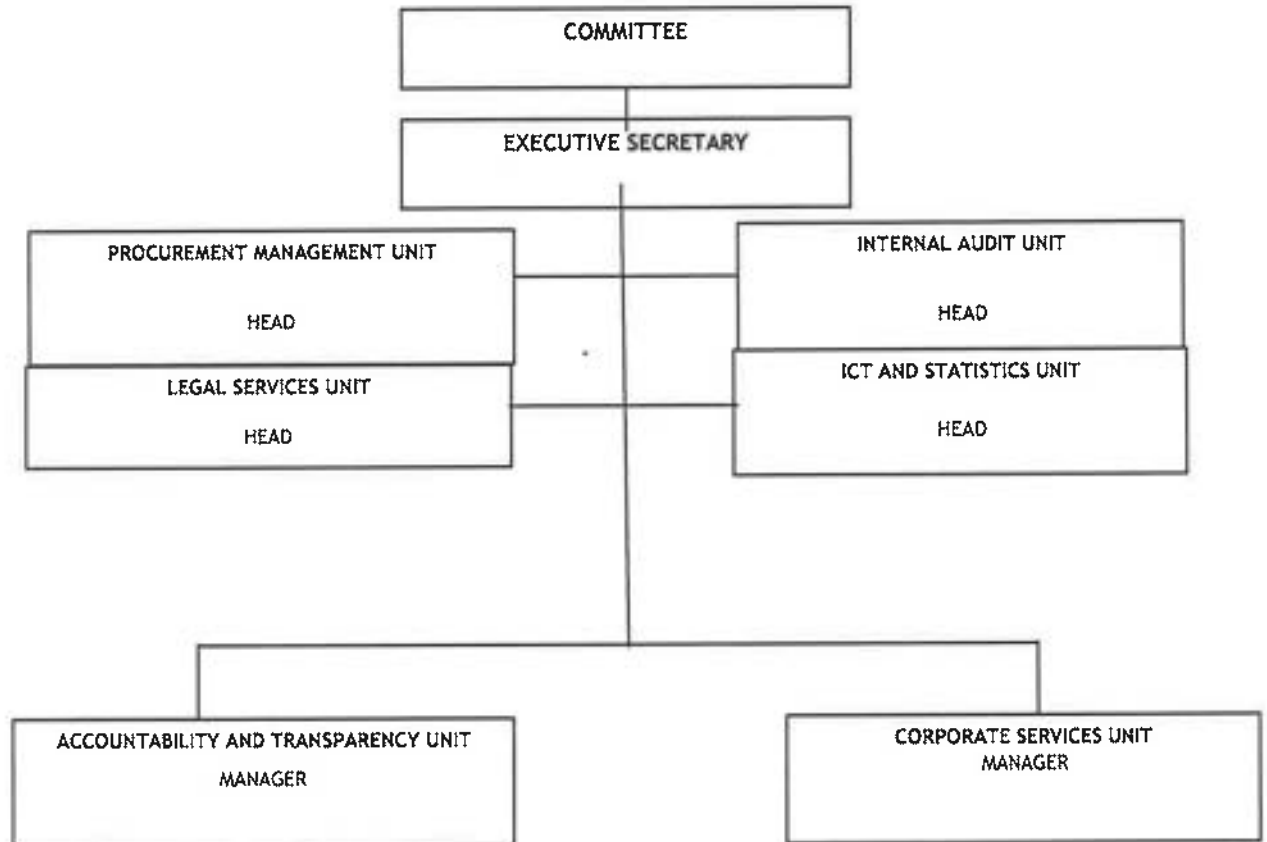 COMMITTEE
EXECUTIVE SECRETARY
PROCUREMENT MANAGEMENT UNIT
HEAD
INTERNAL AUDIT UNIT
HEAD
LEGAL SERVICES UNIT
HEAD
ICT AND STATISTICS UNIT
HEAD
ACCOUNTABILITY AND TRANSPARENCY UNIT
MANAGER
CORPORATE SERVICES UNIT
MANAGER